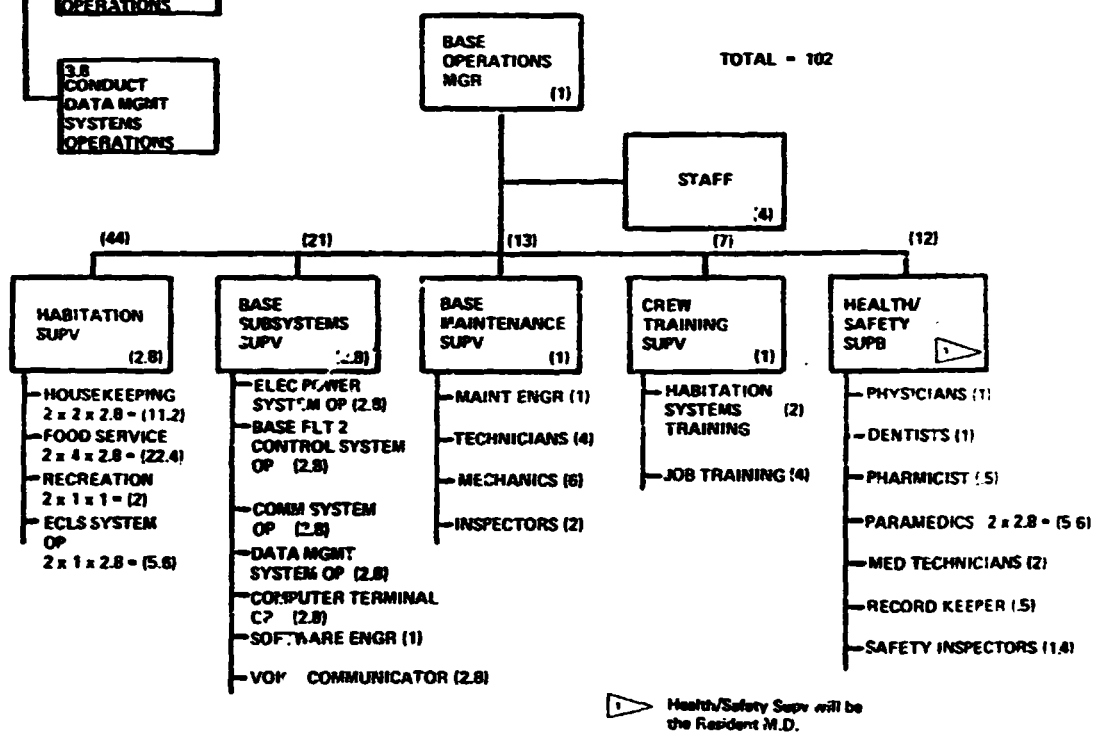 OPERATIONS
3.8
CONDUCT
DATA MGMT
SYSTEMS
OPERATIONS
BASE
OPERATIONS
MGR
(1)
TOTAL = 102
STAFF
(4)
(44)
(21)
(13)
(7)
(12)
HABITATION
SUPV
(2.8)
HOUSEKEEPING
2 x 2 x 2.8 = (11.2)
FOOD SERVICE
2 x 4 x 2.8 = (22.4)
RECREATION
2 x 1 x 1 = (2)
ECLS SYSTEM
OP
2 x 1 x 2.8 = (5.6)
BASE
SUBSYSTEMS
SUPV
(2.8)
ELEC POWER
SYSTEM OP (2.8)
BASE FLT 2
CONTROL SYSTEM
OP (2.8)
COMM SYSTEM
OP (2.8)
DATA MGMT
SYSTEM OP (2.8)
COMPUTER TERMINAL
(2.8)
SOFTWARE ENGR (1)
COMMUNICATOR (2.8)
BASE
MAINTENANCE
SUPV
(1)
MAINT ENGR (1)
TECHNICIANS (4)
MECHANICS (6)
INSPECTORS (2)
CREW
TRAINING
SUPV
(1)
HABITATION
SYSTEMS (2)
TRAINING
JOB TRAINING (4)
HEALTH/
SAFETY
SUPB
1
PHYSICIANS (1)
DENTISTS (1)
PHARMICIST (.5)
PARAMEDICS 2 x 2.8 = (5.6)
MED TECHNICIANS (2)
RECORD KEEPER (.5)
SAFETY INSPECTORS (1.4)
1 Health/Safety Supv will be
the Resident M.D.